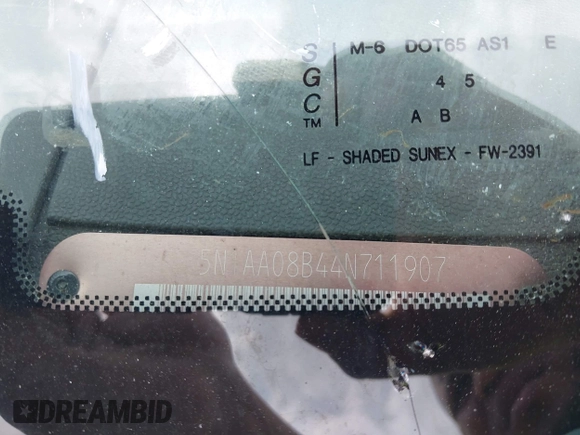 S M-6 DOT65 AS1 E
G 4 5
C A B
TM
LF - SHADED SUNEX - FW-2391
5N AA08B44N711907
DREAMBID